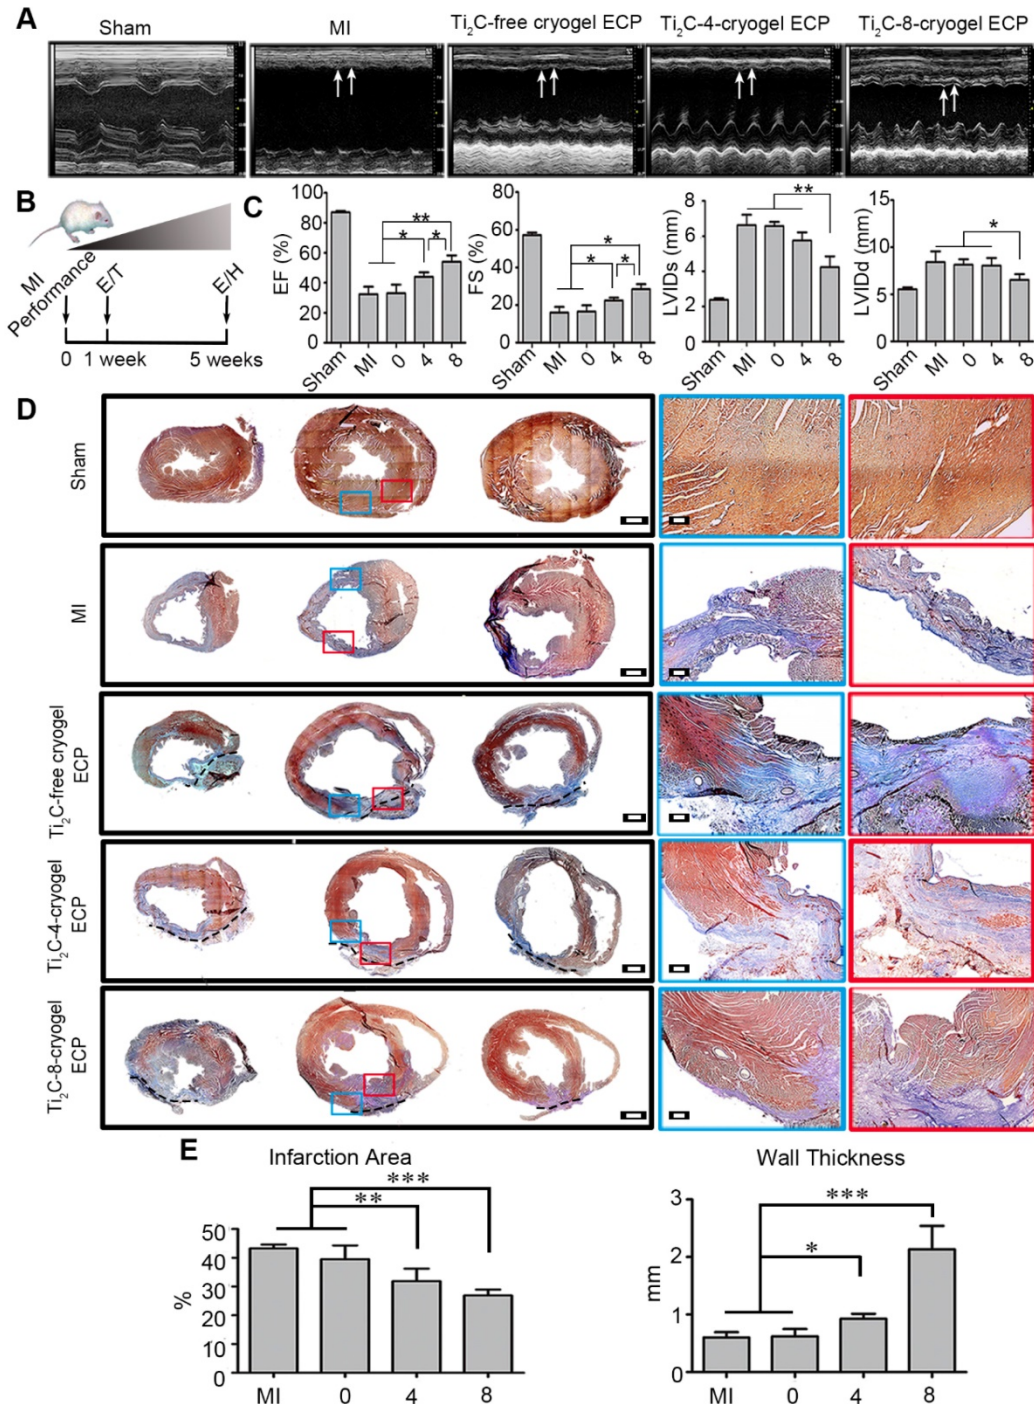 A
Sham
MI
Ti2C-free cryogel ECP
Ti2C-4-cryogel ECP
Ti2C-8-cryogel ECP
B
MI
Performance
E/T
E/H
0
1 week
5 weeks
C
EF (%)
100
80
60
40
20
0
**
*
*
Sham
MI
0
4
8
FS (%)
80
60
40
20
0
*
*
*
Sham
MI
0
4
8
LVIDs (mm)
8
6
4
2
0
**
Sham
MI
0
4
8
LVIDd (mm)
15
10
5
0
*
Sham
MI
0
4
8
D
Sham
MI
Ti2C-free cryogel
ECP
Ti2C-4-cryogel
ECP
Ti2C-8-cryogel
ECP
E
Infarction Area
%
50
40
30
20
10
0
***
**
MI
0
4
8
Wall Thickness
mm
3
2
1
0
***
*
MI
0
4
8